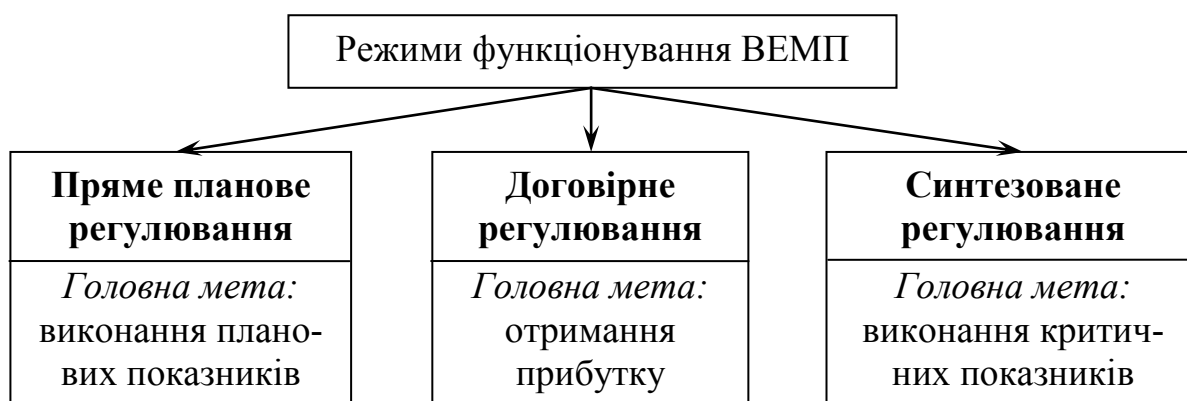 Режими функціонування ВЕМП
Пряме планове
регулювання
Головна мета:
виконання плано-
вих показників
Договірне
регулювання
Головна мета:
отримання
прибутку
Синтезоване
регулювання
Головна мета:
виконання критич-
них показників